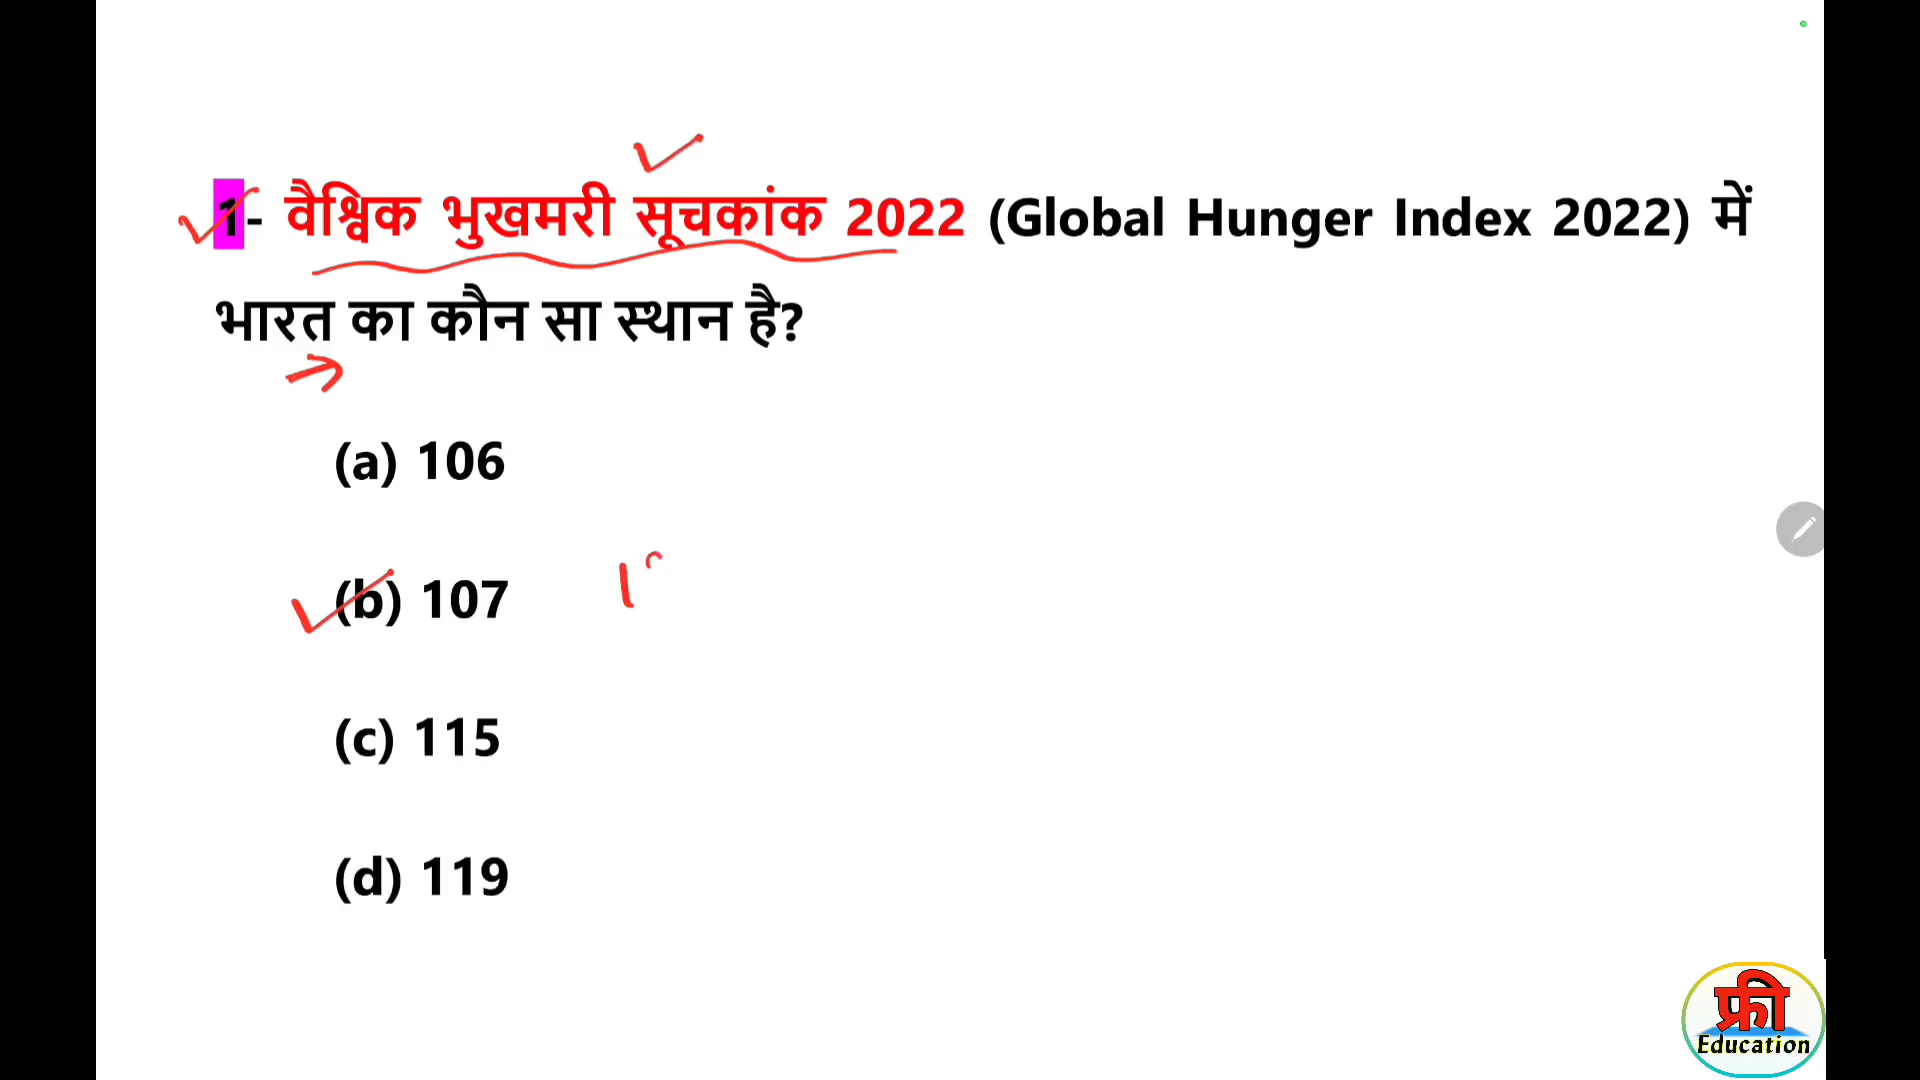 1- वैश्विक भुखमरी सूचकांक 2022 (Global Hunger Index 2022) में
भारत का कौन सा स्थान है?
(a) 106
(b) 107
(c) 115
(d) 119
फ्री
Education